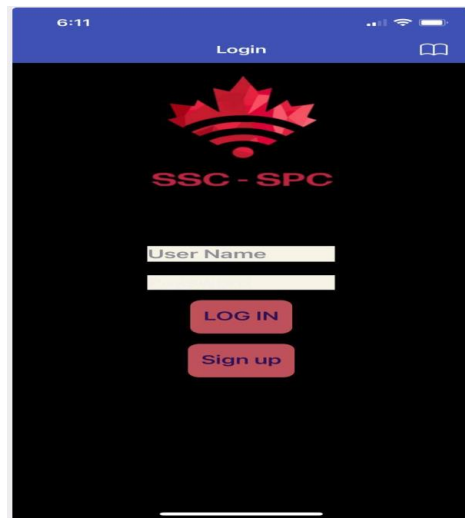 6:11
Login
SSC - SPC
User Name
LOG IN
Sign up